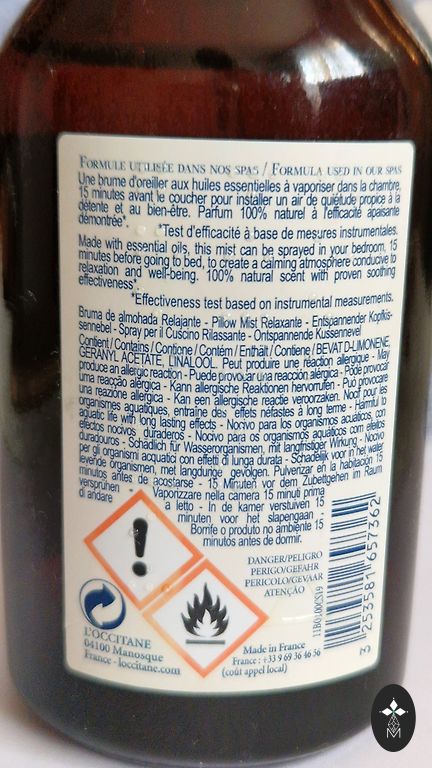 FORMULE UTILISÉE DANS NOS SPAS / FORMULA USED IN OUR SPAS
Une brume d'oreiller aux huiles essentielles à vaporiser dans la chambre,
15 minutes avant le coucher pour installer un air de quiétude propice à la
détente et au bien-être. Parfum 100% naturel à l'efficacité apaisante
démontrée*.
*Test d'efficacité à base de mesures instrumentales.
Made with essential oils, this mist can be sprayed in your bedroom, 15
minutes before going to bed, to create a calming atmosphere conducive to
relaxation and well-being. 100% natural scent with proven soothing
effectiveness*.
*Effectiveness test based on instrumental measurements.
Bruma de almohada Relajante - Pillow Mist Relaxante - Entspannender Kopfkis-
sennebel - Spray per il Cuscino Rilassante - Ontspannende Kussennevel
Contient / Contains / Contiene / Contém / Enthält / Contiene / BEVAT D-LIMONENE,
GERANYL ACETATE, LINALOOL. Peut produire une réaction allergique - May
produce an allergic reaction - Puede provocar una reacción alérgica - Pode provocar
uma reacção alérgica - Kann allergische Reaktionen hervorrufen - Può provocare
una reazione allergica - Kan een allergische reactie veroorzaken. Nocif pour les
organismes aquatiques, entraîne des effets néfastes à long terme - Harmful to
aquatic life with long lasting effects - Nocivo para los organismos acuáticos, con
efectos nocivos duraderos - Nocivo para os organismos aquáticos com efeitos
duradouros - Schädlich für Wasserorganismen, mit langfristiger Wirkung - Nocivo
per gli organismi acquatici con effetti di lunga durata - Schadelijk voor in het water
levende organismen, met langdurige gevolgen. Pulverizar en la habitación 15
minutos antes de acostarse - 15 Minuten vor dem Zubettgehen im Raum
versprühen - Vaporizzare nella camera 15 minuti prima
di andare a letto - In de kamer verstuiven 15
minuten voor het slapengaan -
Borrife o produto no ambiente 15
minutos antes de dormir.
DANGER/PELIGRO
PERIGO/GEFAHR
PERICOLO/GEVAAR
ATENÇÃO
3 253581 657362
L'OCCITANE
04100 Manosque
France - loccitane.com
Made in France
France : +33 9 69 36 46 56
(coût appel local)
M